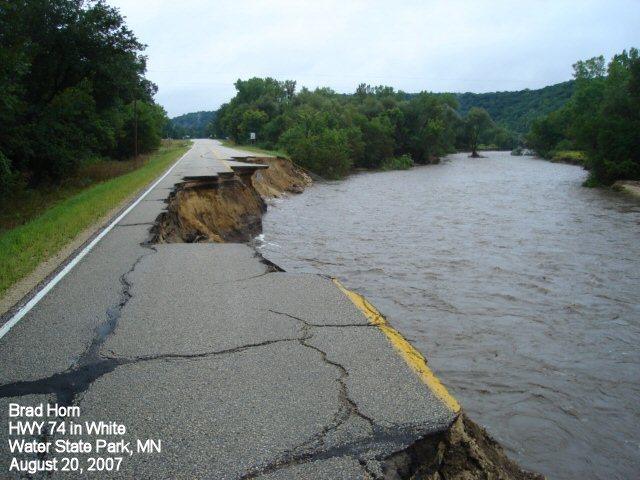 Brad Horn
HWY 74 in White
Water State Park, MN
August 20, 2007